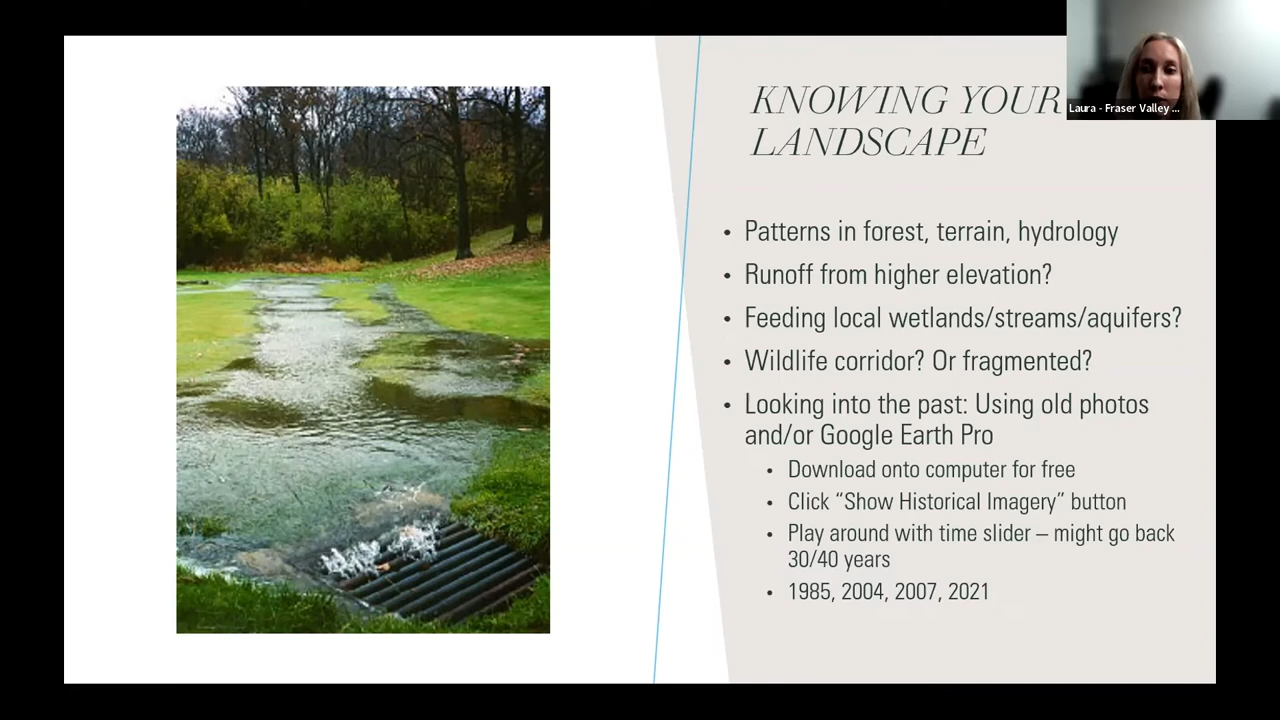 KNOWING YOUR
LANDSCAPE
Laura - Fraser Valley ...
• Patterns in forest, terrain, hydrology
• Runoff from higher elevation?
• Feeding local wetlands/streams/aquifers?
• Wildlife corridor? Or fragmented?
• Looking into the past: Using old photos
and/or Google Earth Pro
• Download onto computer for free
• Click “Show Historical Imagery” button
• Play around with time slider – might go back
30/40 years
• 1985, 2004, 2007, 2021